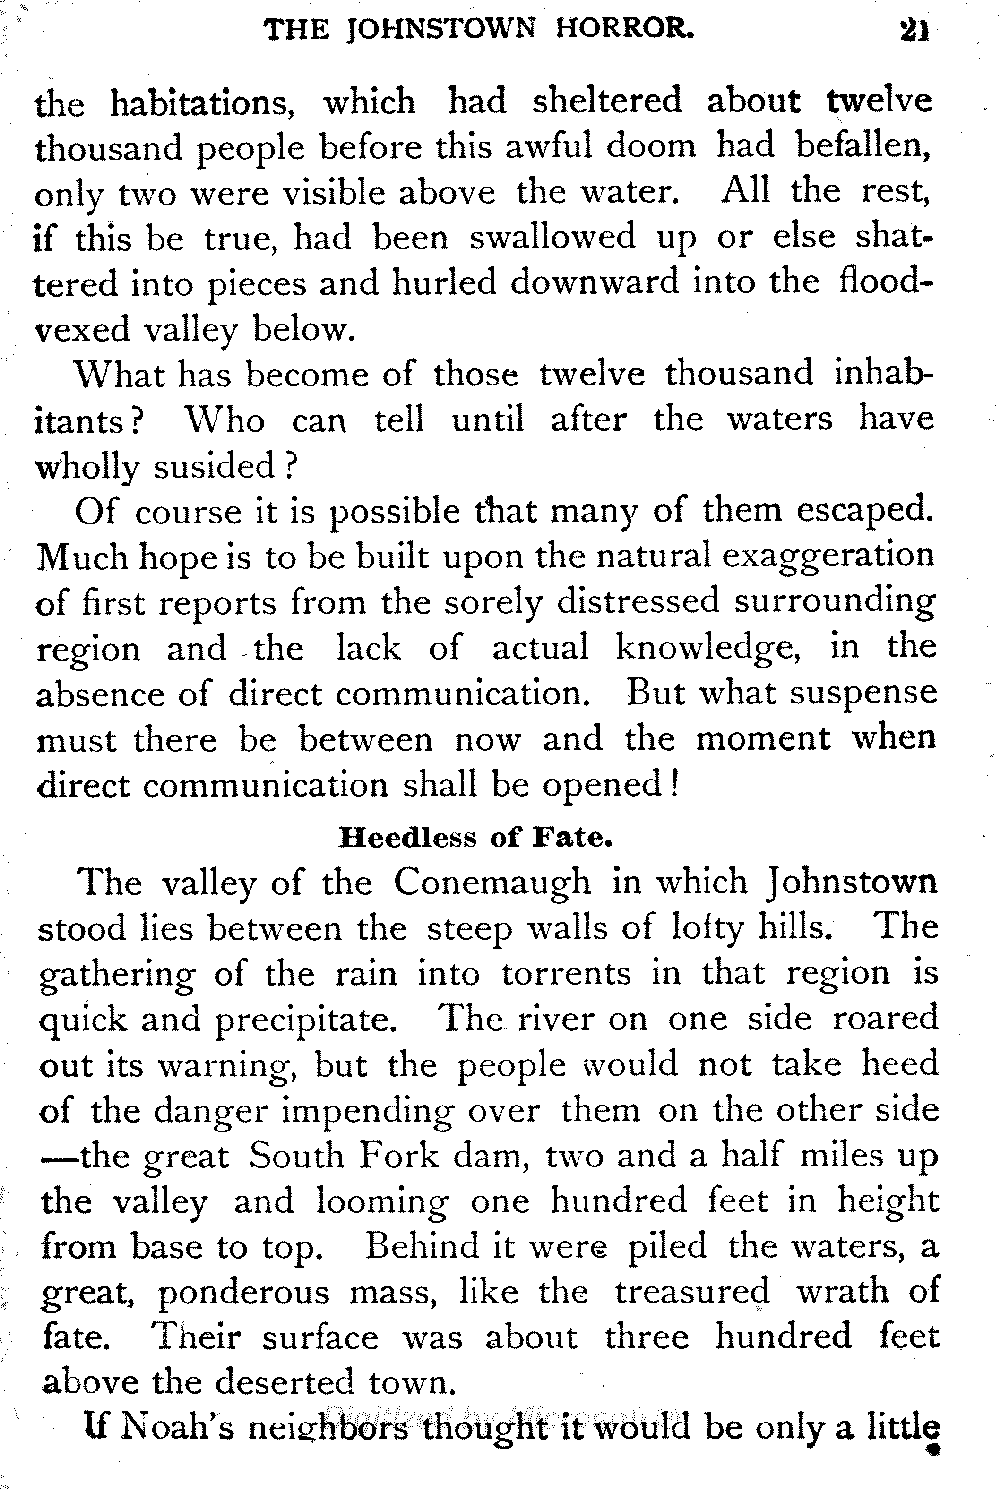 THE JOHNSTOWN HORROR. 21
the habitations, which had sheltered about twelve
thousand people before this awful doom had befallen,
only two were visible above the water. All the rest,
if this be true, had been swallowed up or else shat-
tered into pieces and hurled downward into the flood-
vexed valley below.
What has become of those twelve thousand inhab-
itants? Who can tell until after the waters have
wholly susided?
Of course it is possible that many of them escaped.
Much hope is to be built upon the natural exaggeration
of first reports from the sorely distressed surrounding
region and the lack of actual knowledge, in the
absence of direct communication. But what suspense
must there be between now and the moment when
direct communication shall be opened!
Heedless of Fate.
The valley of the Conemaugh in which Johnstown
stood lies between the steep walls of lofty hills. The
gathering of the rain into torrents in that region is
quick and precipitate. The river on one side roared
out its warning, but the people would not take heed
of the danger impending over them on the other side
—the great South Fork dam, two and a half miles up
the valley and looming one hundred feet in height
from base to top. Behind it were piled the waters, a
great, ponderous mass, like the treasured wrath of
fate. Their surface was about three hundred feet
above the deserted town.
If Noah's neighbors thought it would be only a little